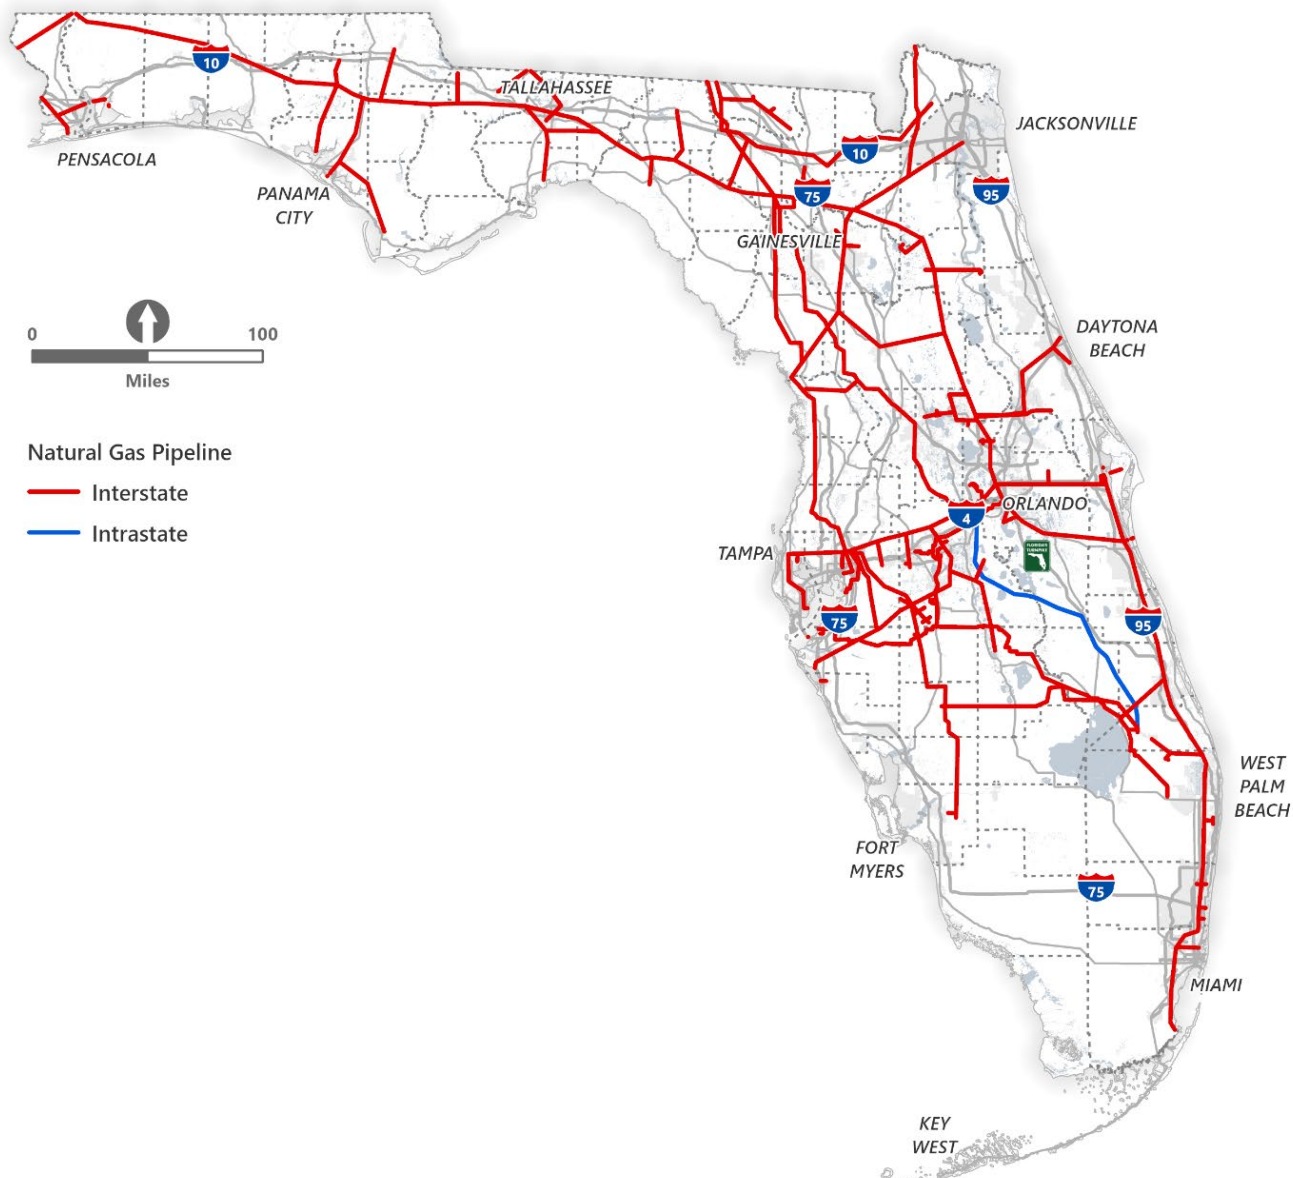 10
TALLAHASSEE
JACKSONVILLE
PENSACOLA
10
PANAMA
CITY
75
95
GAINESVILLE
0
100
Miles
DAYTONA
BEACH
Natural Gas Pipeline
Interstate
Intrastate
ORLANDO
4
TAMPA
75
95
WEST
PALM
BEACH
FORT
MYERS
75
MIAMI
KEY
WEST